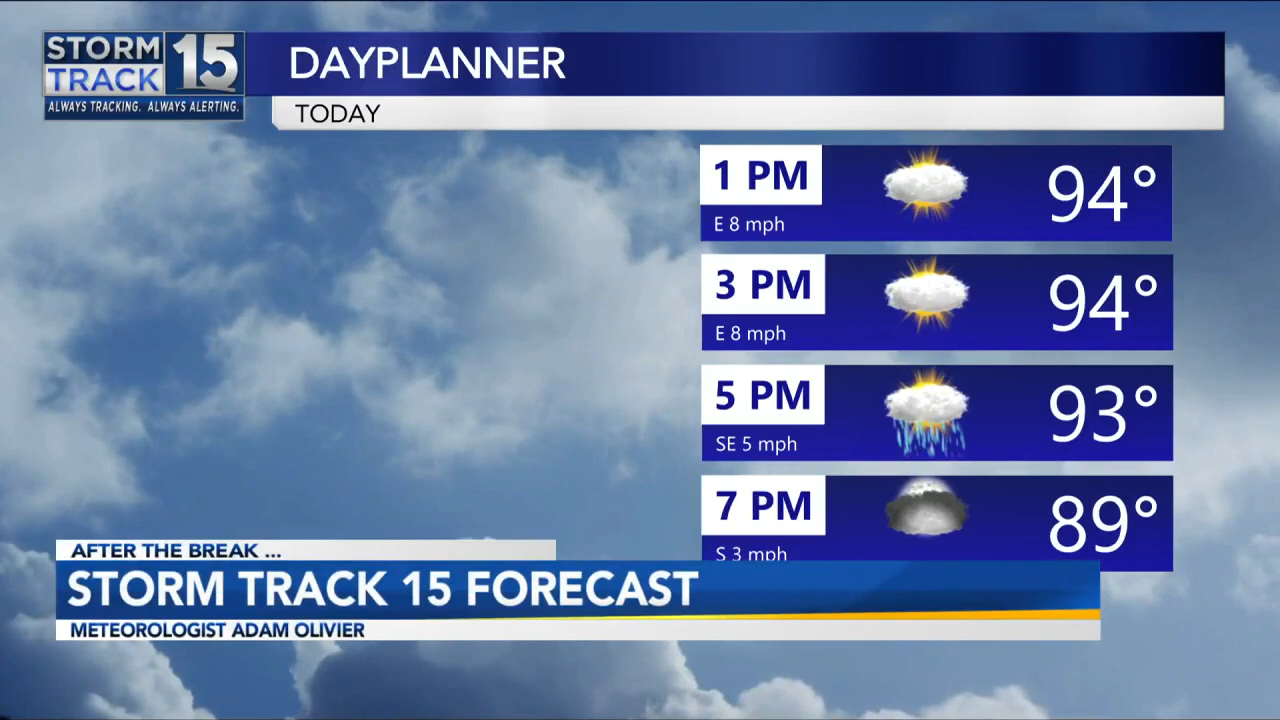 STORM
TRACK
15
ALWAYS TRACKING. ALWAYS ALERTING.
DAYPLANNER
TODAY
1 PM
E 8 mph
94°
3 PM
E 8 mph
94°
5 PM
SE 5 mph
93°
7 PM
S 3 mph
89°
AFTER THE BREAK ...
STORM TRACK 15 FORECAST
METEOROLOGIST ADAM OLIVIER